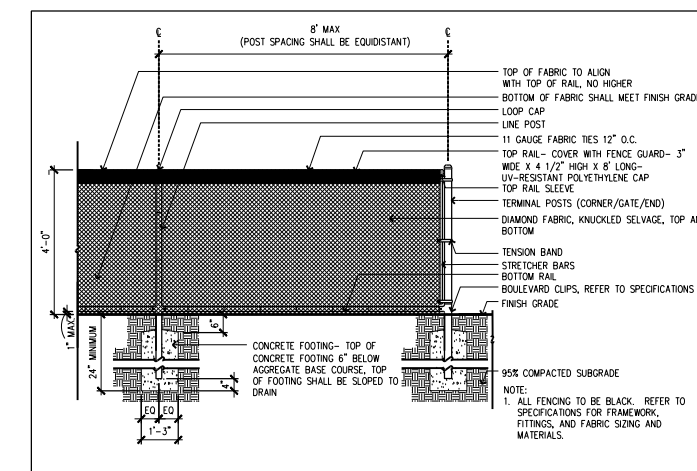 8' MAX
(POST SPACING SHALL BE EQUIDISTANT)
TOP OF FABRIC TO ALIGN
WITH TOP OF RAIL, NO HIGHER
BOTTOM OF FABRIC SHALL MEET FINISH GRAD
LOOP CAP
LINE POST
11 GAUGE FABRIC TIES 12" O.C.
TOP RAIL- COVER WITH FENCE GUARD- 3"
WIDE X 4 1/2" HIGH X 8' LONG-
UV-RESISTANT POLYETHYLENE CAP
TOP RAIL SLEEVE
TERMINAL POSTS (CORNER/GATE/END)
DIAMOND FABRIC, KNUCKLED SELVAGE, TOP A
BOTTOM
TENSION BAND
STRETCHER BARS
BOTTOM RAIL
BOULEVARD CLIPS, REFER TO SPECIFICATIONS
FINISH GRADE
4'-0"
1" MAX
24" MINIMUM
6"
CONCRETE FOOTING- TOP OF
CONCRETE FOOTING 6" BELOW
AGGREGATE BASE COURSE, TOP
OF FOOTING SHALL BE SLOPED TO
DRAIN
4"
EQ EQ
1'-3"
95% COMPACTED SUBGRADE
NOTE:
1. ALL FENCING TO BE BLACK. REFER TO
SPECIFICATIONS FOR FRAMEWORK,
FITTINGS, AND FABRIC SIZING AND
MATERIALS.